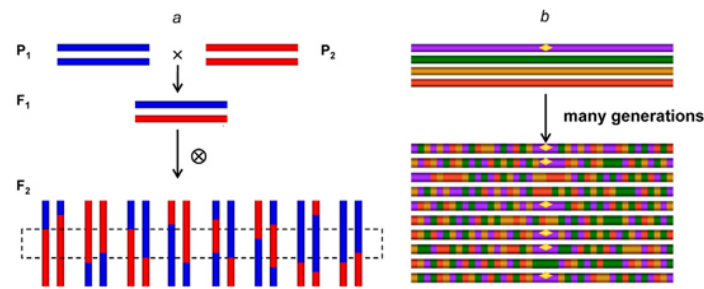 a
b
P1
×
P2
F1
many generations
⊗
F2